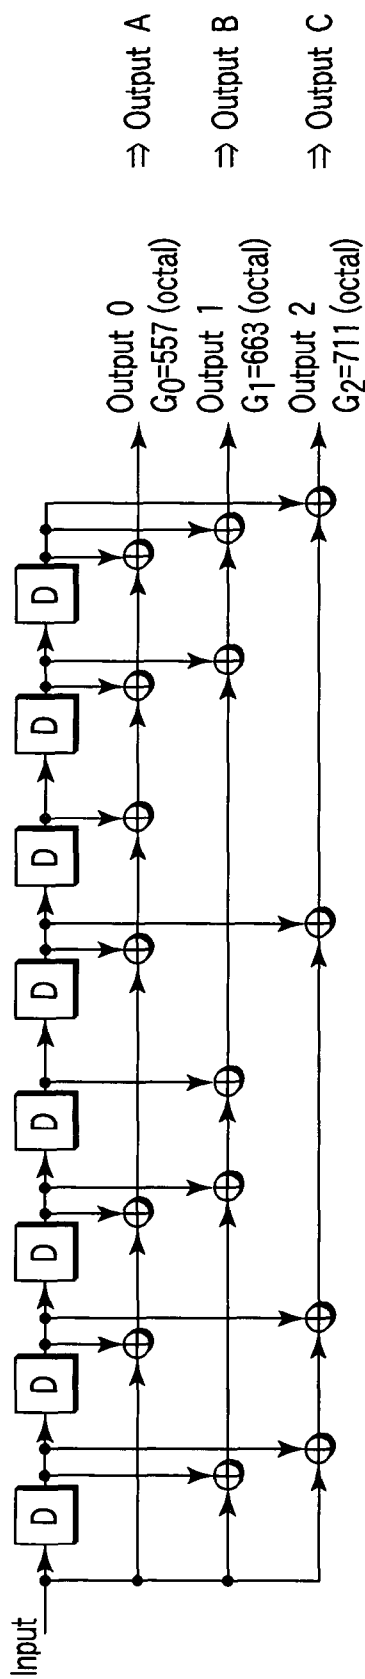 Input
D
D
D
D
D
D
D
D
Output 0
G0=557 (octal)
⇒ Output A
Output 1
G1=663 (octal)
⇒ Output B
Output 2
G2=711 (octal)
⇒ Output C